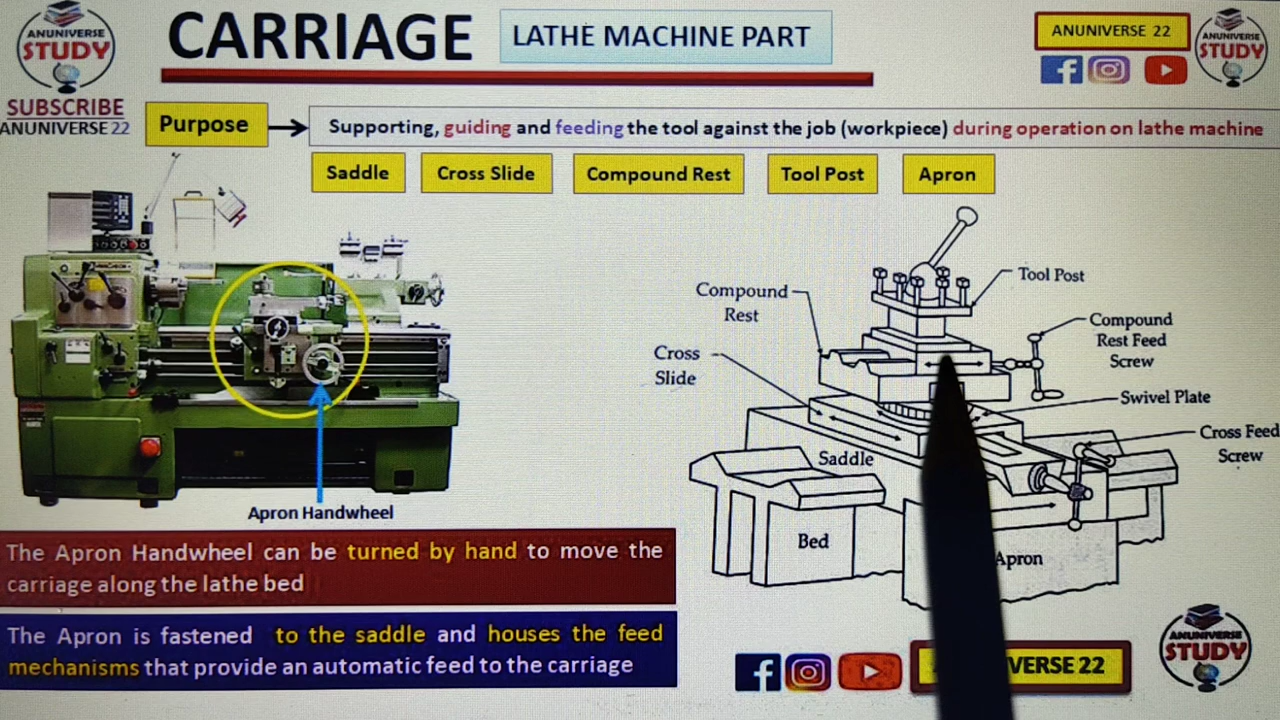 ANUNIVERSE
STUDY
SUBSCRIBE
ANUNIVERSE 22
CARRIAGE
LATHE MACHINE PART
ANUNIVERSE 22
ANUNIVERSE
STUDY
Purpose
Supporting, guiding and feeding the tool against the job (workpiece) during operation on lathe machine
Saddle
Cross Slide
Compound Rest
Tool Post
Apron
Tool Post
Compound
Rest
Compound
Rest Feed
Screw
Cross
Slide
Swivel Plate
Cross Feed
Screw
Saddle
Bed
Apron
Apron Handwheel
The Apron Handwheel can be turned by hand to move the
carriage along the lathe bed
The Apron is fastened to the saddle and houses the feed
mechanisms that provide an automatic feed to the carriage
VERSE 22
ANUNIVERSE
STUDY